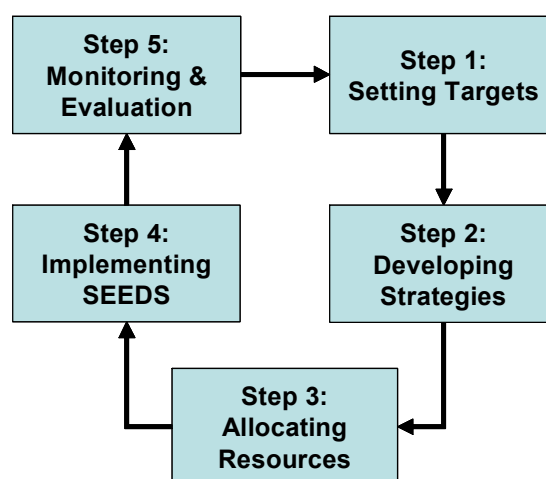 Step 5:
Monitoring &
Evaluation
Step 1:
Setting Targets
Step 4:
Implementing
SEEDS
Step 2:
Developing
Strategies
Step 3:
Allocating
Resources